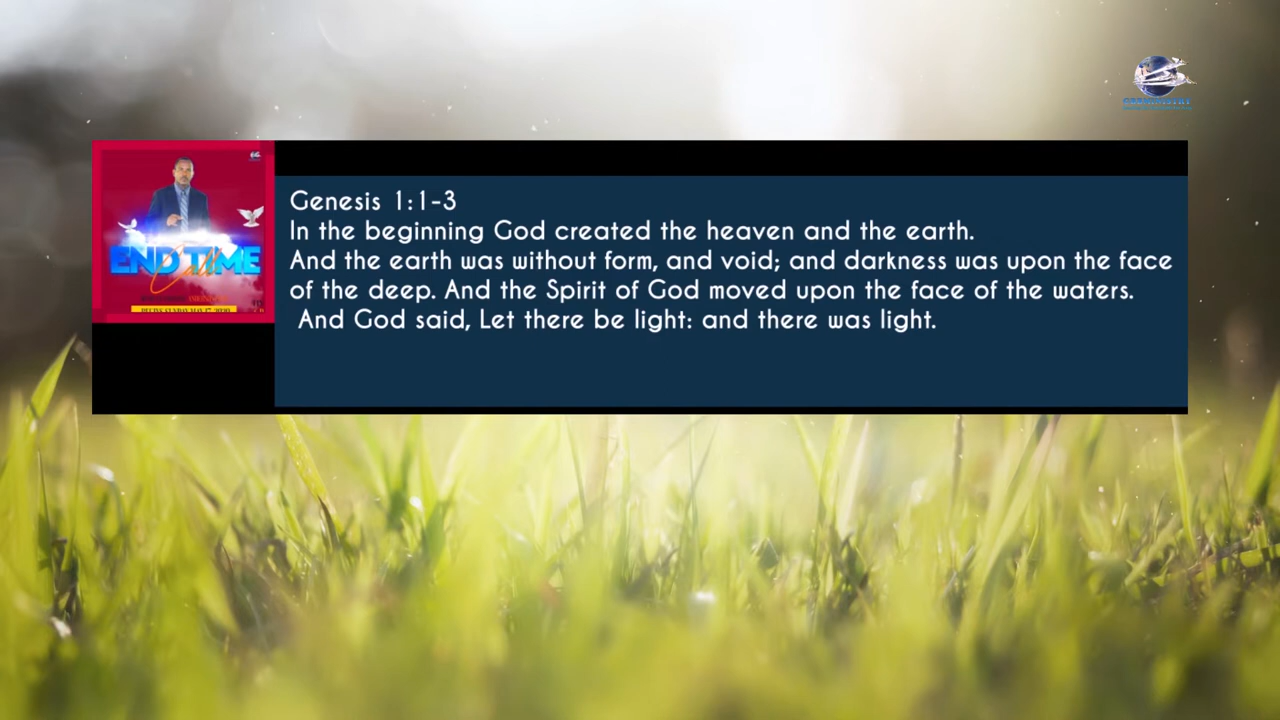 Genesis 1:1-3
In the beginning God created the heaven and the earth.
And the earth was without form, and void; and darkness was upon the face
of the deep. And the Spirit of God moved upon the face of the waters.
And God said, Let there be light: and there was light.
END TIME
Call